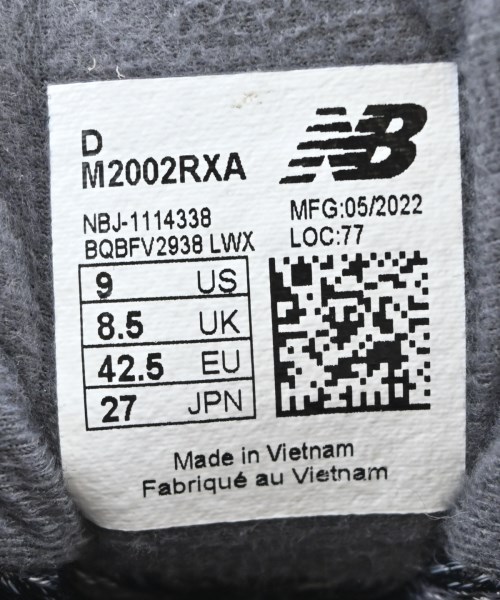 D
M2002RXA
NB
NBJ-1114338
MFG:05/2022
BQBFV2938 LWX
LOC:77
9 US
8.5 UK
42.5 EU
27 JPN
Made in Vietnam
Fabriqué au Vietnam